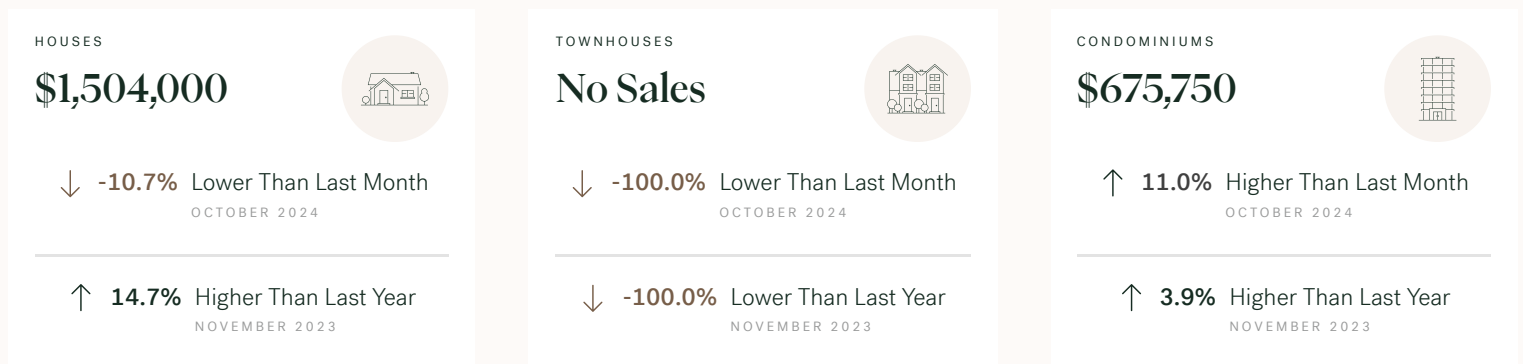 HOUSES
$1,504,000
-10.7% Lower Than Last Month
OCTOBER 2024
14.7% Higher Than Last Year
NOVEMBER 2023
TOWNHOUSES
No Sales
-100.0% Lower Than Last Month
OCTOBER 2024
-100.0% Lower Than Last Year
NOVEMBER 2023
CONDOMINIUMS
$675,750
11.0% Higher Than Last Month
OCTOBER 2024
3.9% Higher Than Last Year
NOVEMBER 2023